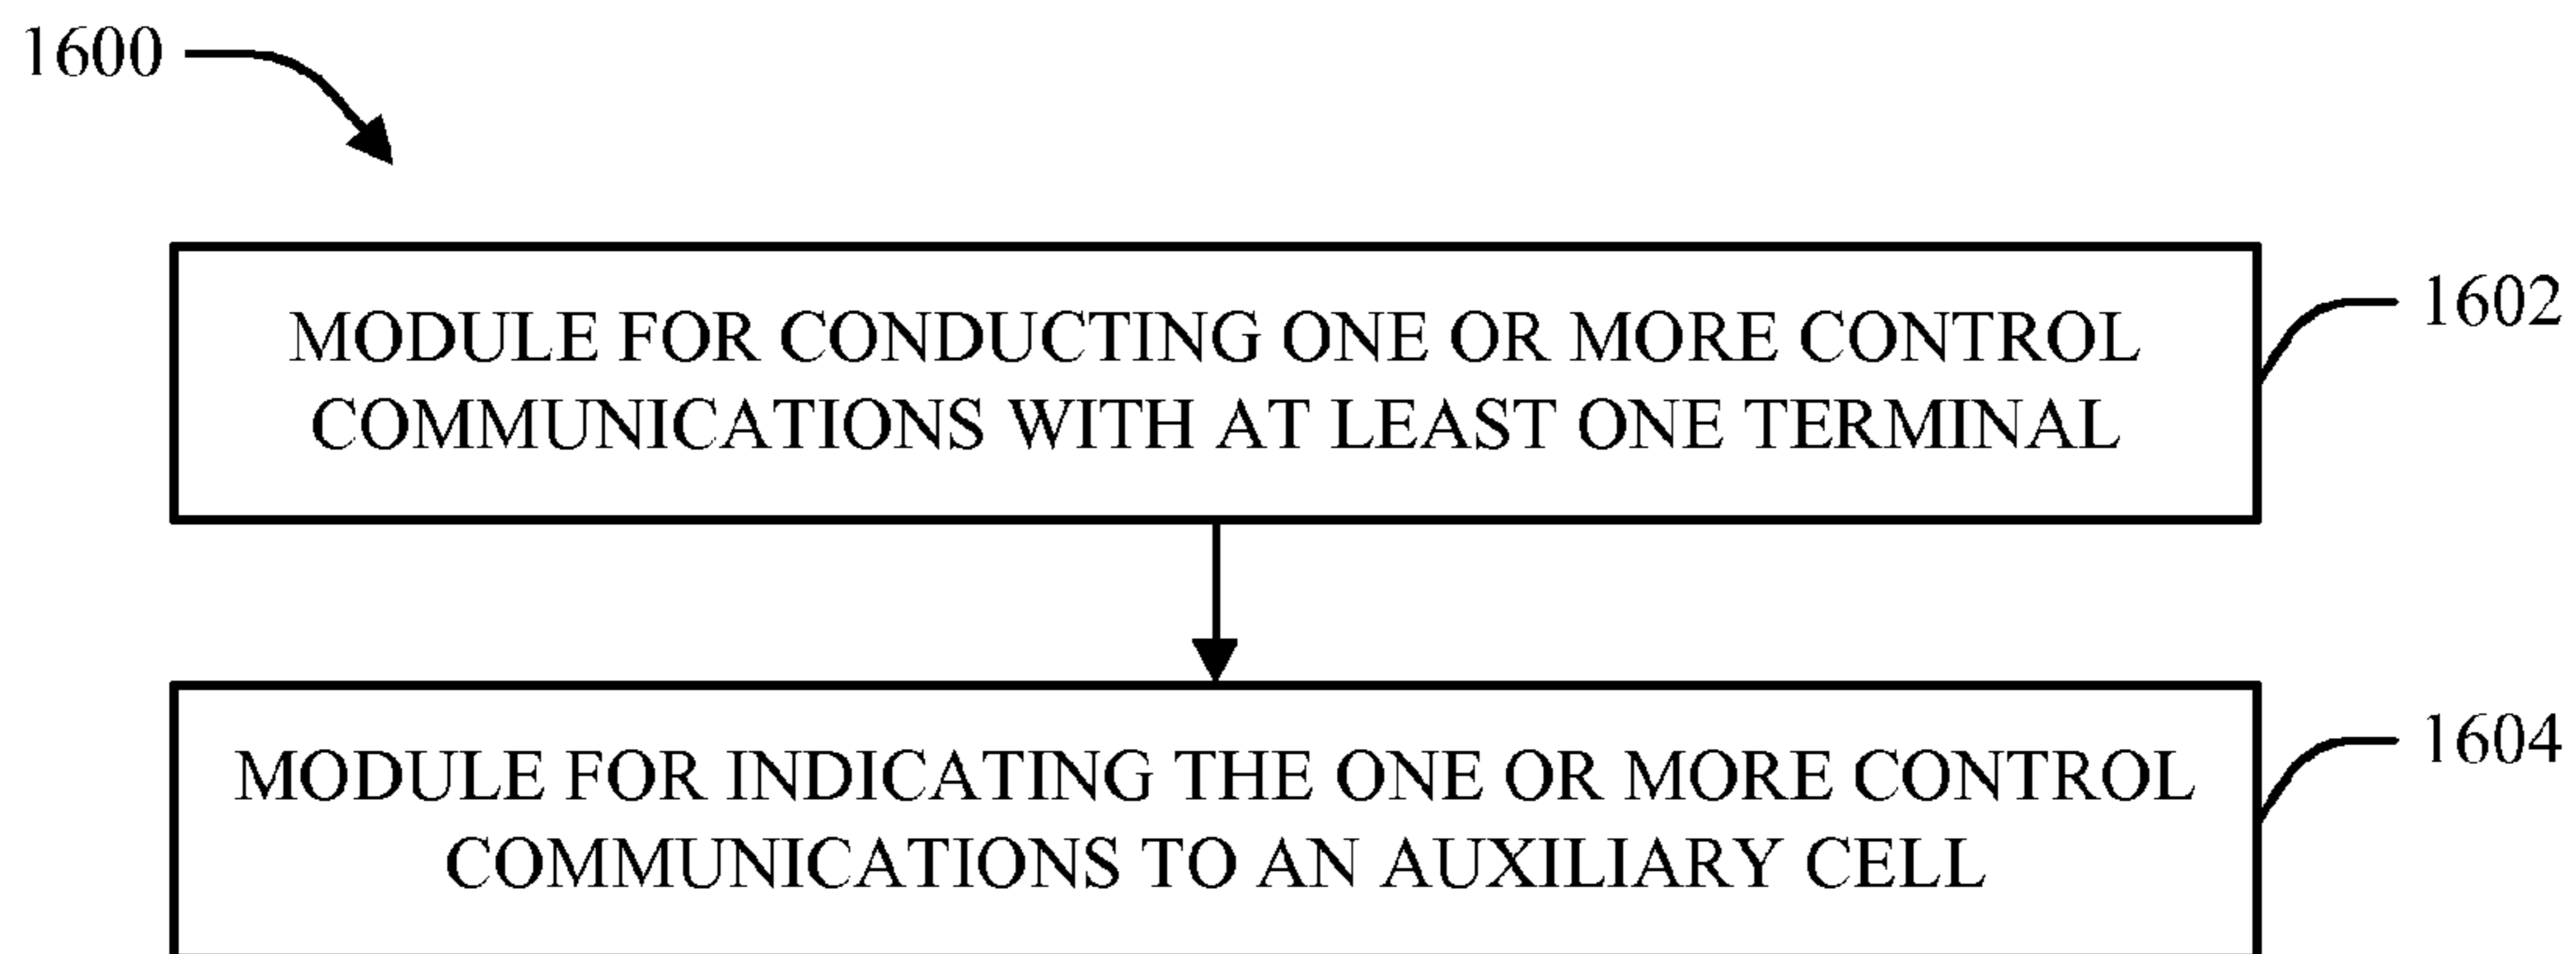 1600
MODULE FOR CONDUCTING ONE OR MORE CONTROL
COMMUNICATIONS WITH AT LEAST ONE TERMINAL
1602
MODULE FOR INDICATING THE ONE OR MORE CONTROL
COMMUNICATIONS TO AN AUXILIARY CELL
1604